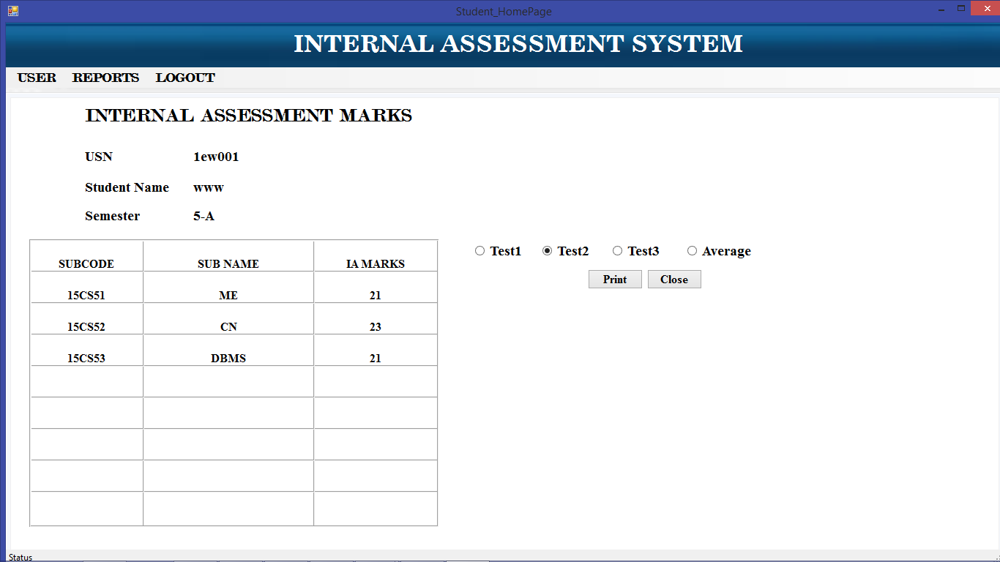 Student_HomePage
INTERNAL ASSESSMENT SYSTEM
USER REPORTS LOGOUT
INTERNAL ASSESSMENT MARKS
USN 1ew001
Student Name www
Semester 5-A
SUBCODE SUB NAME IA MARKS
15CS51 ME 21
15CS52 CN 23
15CS53 DBMS 21
Test1 Test2 Test3 Average
Print Close
Status